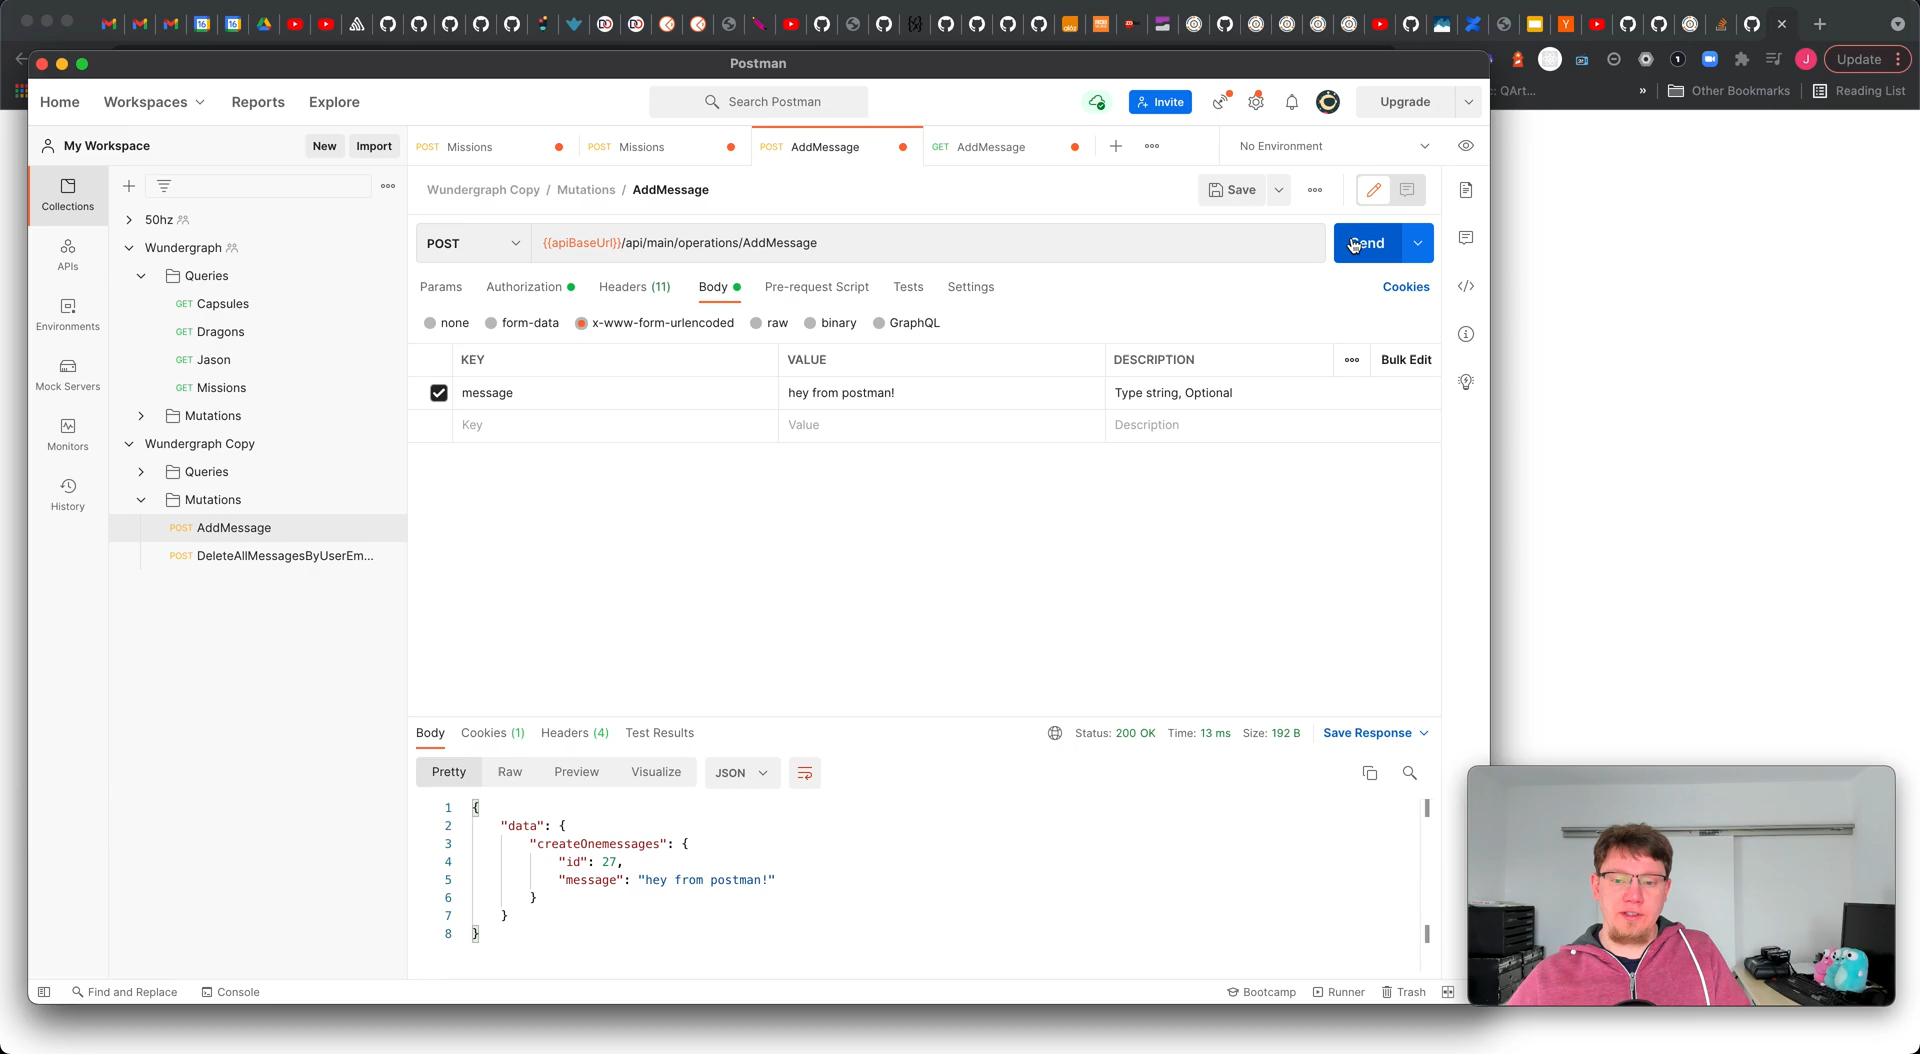 Update
: QArt...
»
Other Bookmarks
Reading List
Postman
Home
Workspaces
Reports
Explore
Search Postman
Invite
Upgrade
My Workspace
New
Import
POST Missions
POST Missions
POST AddMessage
GET AddMessage
No Environment
Collections
APIs
Environments
Mock Servers
Monitors
History
50hz
Wundergraph
Queries
GET Capsules
GET Dragons
GET Jason
GET Missions
Mutations
Wundergraph Copy
Queries
Mutations
POST AddMessage
POST DeleteAllMessagesByUserEm...
Wundergraph Copy / Mutations / AddMessage
Save
POST
{{apiBaseUrl}}/api/main/operations/AddMessage
Send
Params
Authorization
Headers (11)
Body
Pre-request Script
Tests
Settings
Cookies
none
form-data
x-www-form-urlencoded
raw
binary
GraphQL
KEY
VALUE
DESCRIPTION
Bulk Edit
message
hey from postman!
Type string, Optional
Key
Value
Description
Body
Cookies (1)
Headers (4)
Test Results
Status: 200 OK
Time: 13 ms
Size: 192 B
Save Response
Pretty
Raw
Preview
Visualize
JSON
1 {
2 "data": {
3 "createOnemessages": {
4 "id": 27,
5 "message": "hey from postman!"
6 }
7 }
8 }
Find and Replace
Console
Bootcamp
Runner
Trash